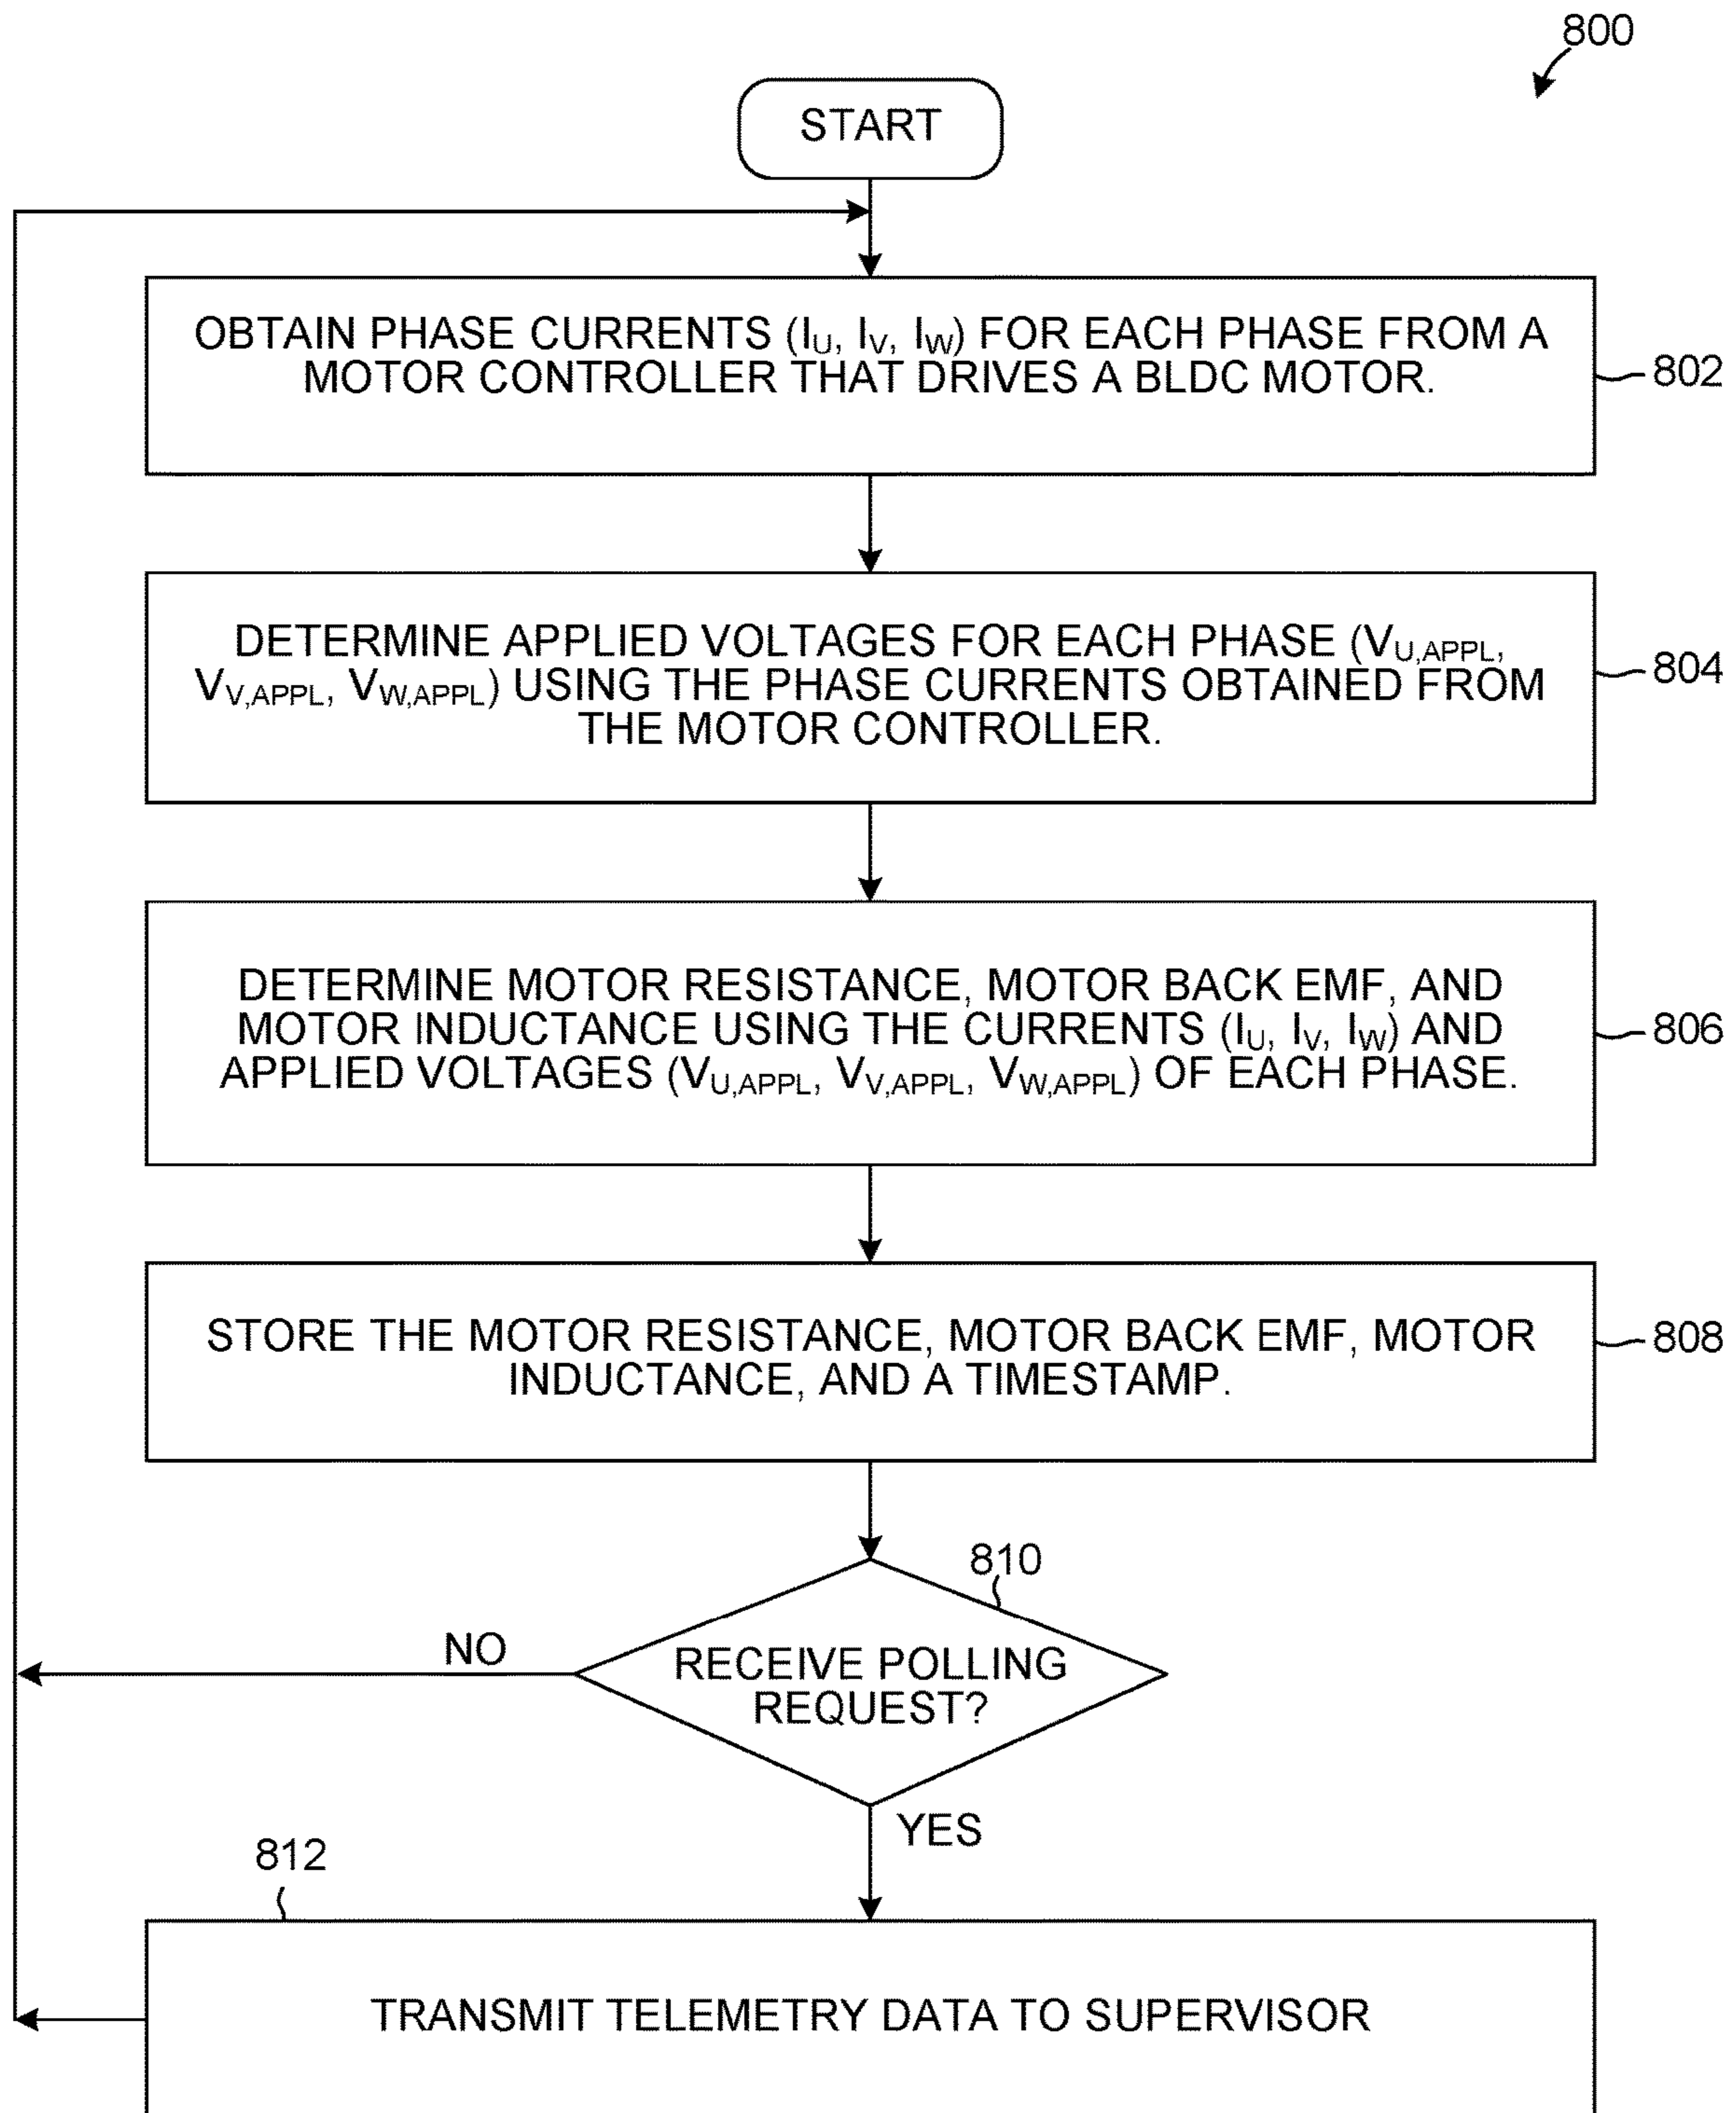 800
START
OBTAIN PHASE CURRENTS (IU, IV, IW) FOR EACH PHASE FROM A
MOTOR CONTROLLER THAT DRIVES A BLDC MOTOR.
802
DETERMINE APPLIED VOLTAGES FOR EACH PHASE (VU,APPL,
VV,APPL, VW,APPL) USING THE PHASE CURRENTS OBTAINED FROM
THE MOTOR CONTROLLER.
804
DETERMINE MOTOR RESISTANCE, MOTOR BACK EMF, AND
MOTOR INDUCTANCE USING THE CURRENTS (IU, IV, IW) AND
APPLIED VOLTAGES (VU,APPL, VV,APPL, VW,APPL) OF EACH PHASE.
806
STORE THE MOTOR RESISTANCE, MOTOR BACK EMF, MOTOR
INDUCTANCE, AND A TIMESTAMP.
808
810
NO
RECEIVE POLLING
REQUEST?
YES
812
TRANSMIT TELEMETRY DATA TO SUPERVISOR